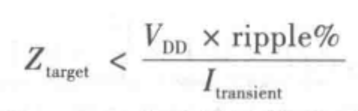 Z_target < (V_DD × ripple%) / I_transient